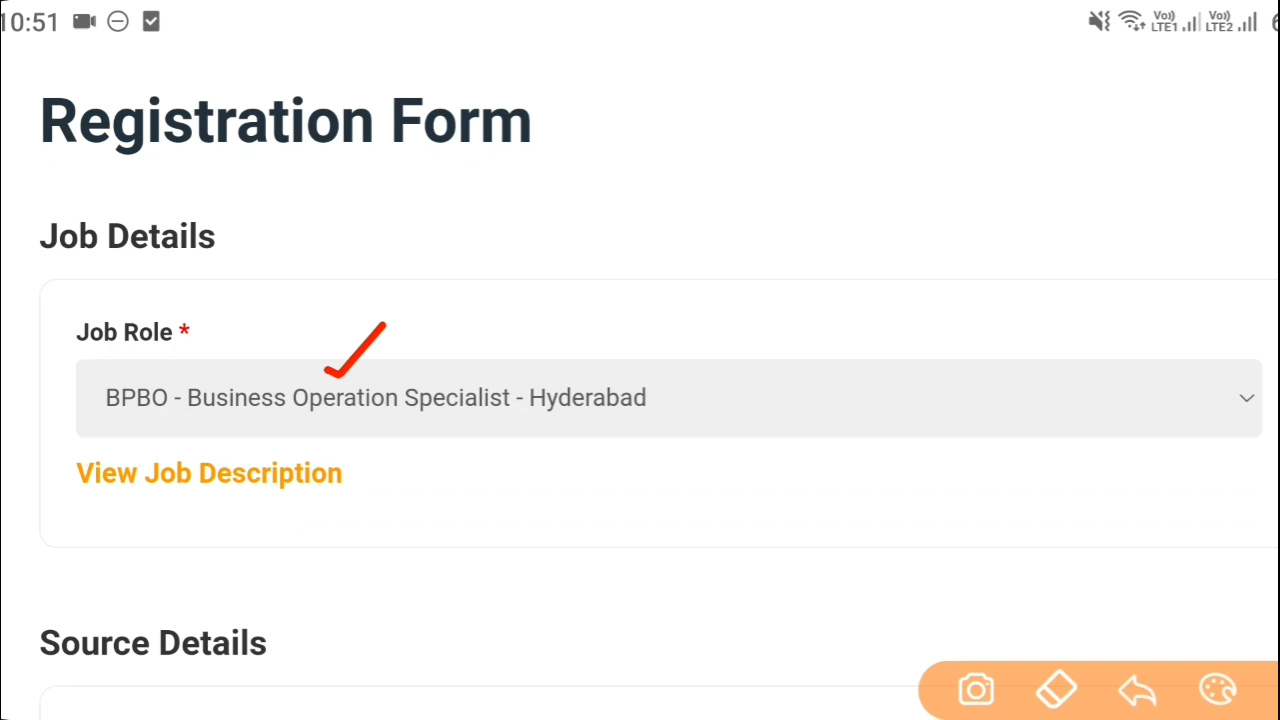 10:51
Vo)) LTE1 Vo)) LTE2
Registration Form
Job Details
Job Role *
BPBO - Business Operation Specialist - Hyderabad
View Job Description
Source Details